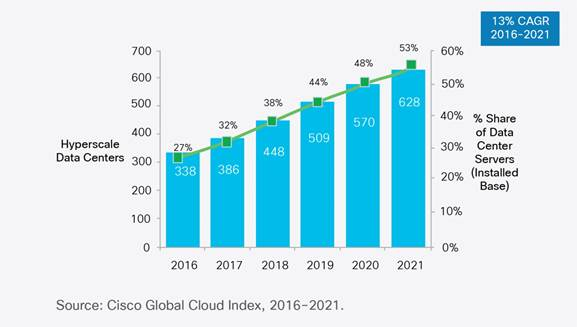 13% CAGR
2016-2021
Hyperscale
Data Centers
700
600
500
400
300
200
100
0
27%
32%
38%
44%
48%
53%
338
386
448
509
570
628
60%
50%
40%
30%
20%
10%
0%
% Share
of Data
Center
Servers
(Installed
Base)
2016 2017 2018 2019 2020 2021
Source: Cisco Global Cloud Index, 2016-2021.